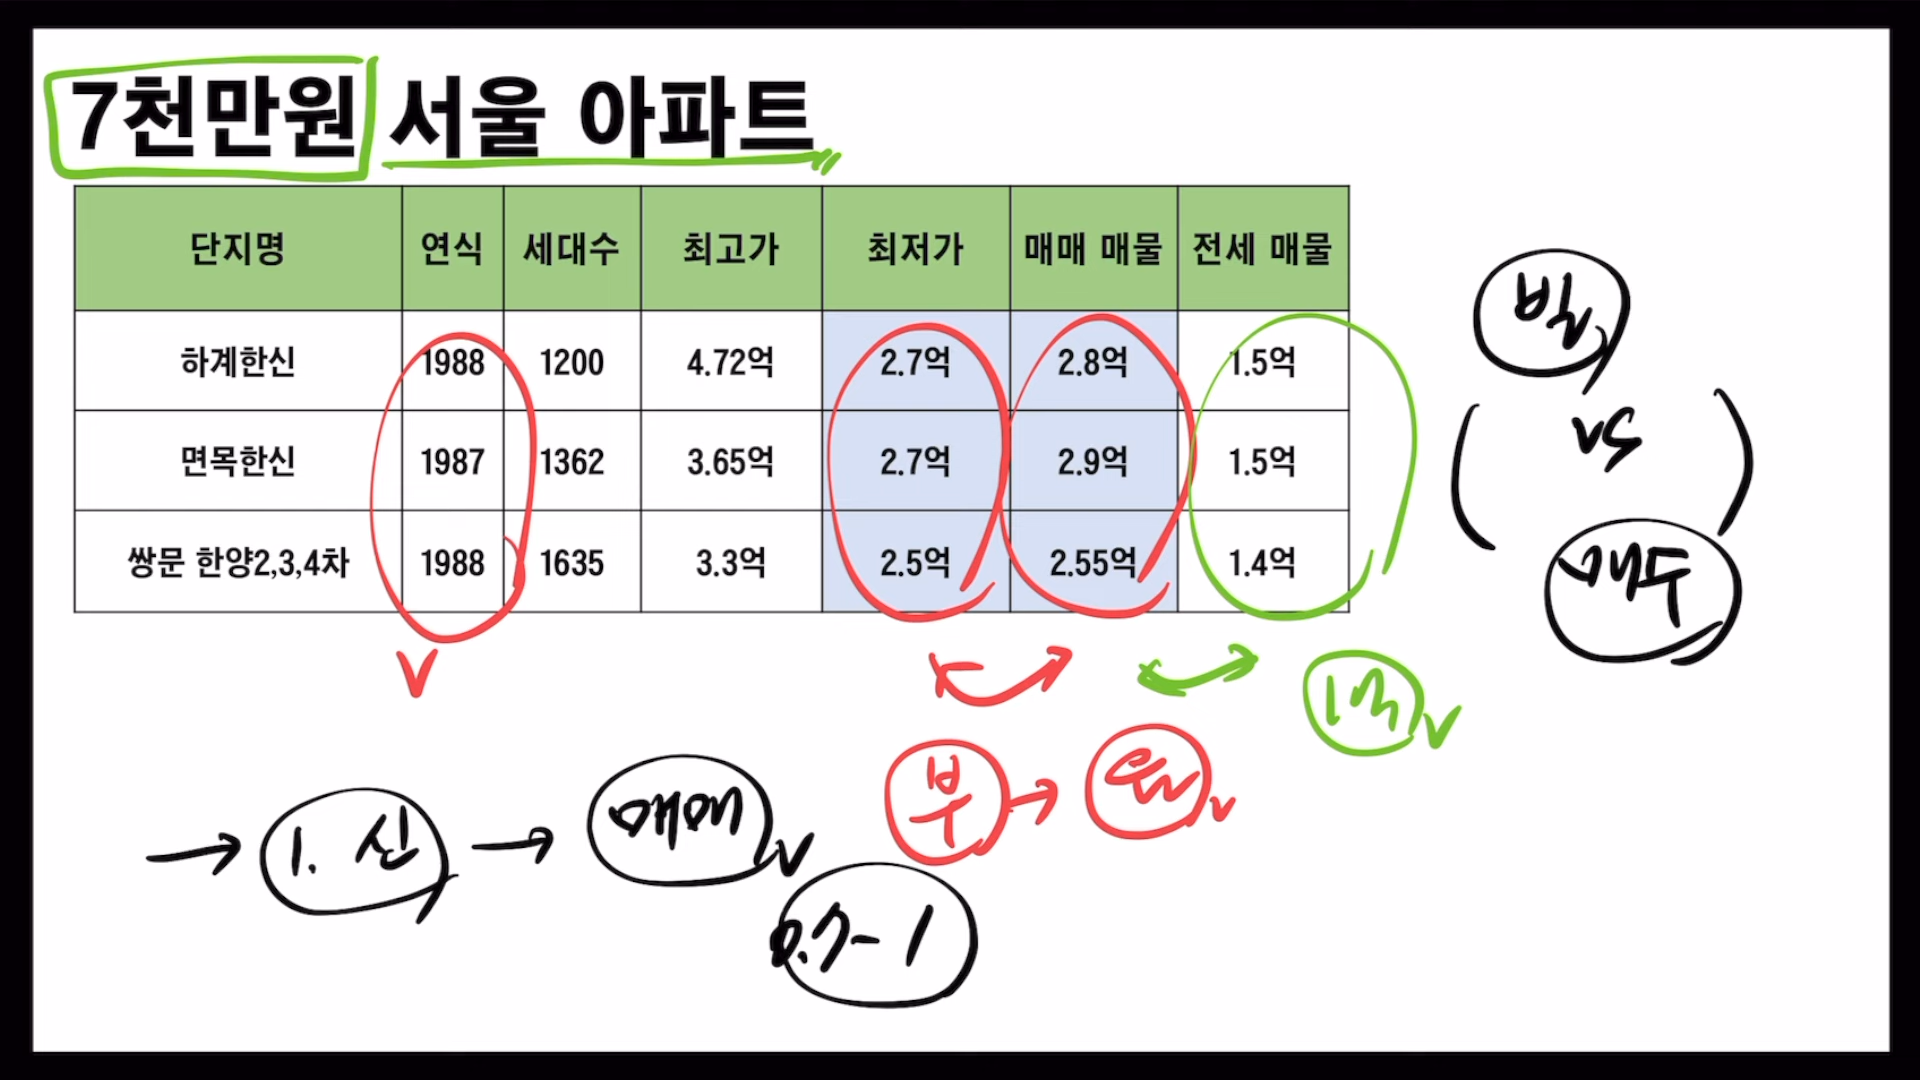 7천만원 서울 아파트
단지명 연식 세대수 최고가 최저가 매매 매물 전세 매물
하계한신 1988 1200 4.72억 2.7억 2.8억 1.5억
면목한신 1987 1362 3.65억 2.7억 2.9억 1.5억
쌍문 한양2,3,4차 1988 1635 3.3억 2.5억 2.55억 1.4억
빌
vs
매수
1억
부 → 원
→ 1. 신 → 매매
0.7-1